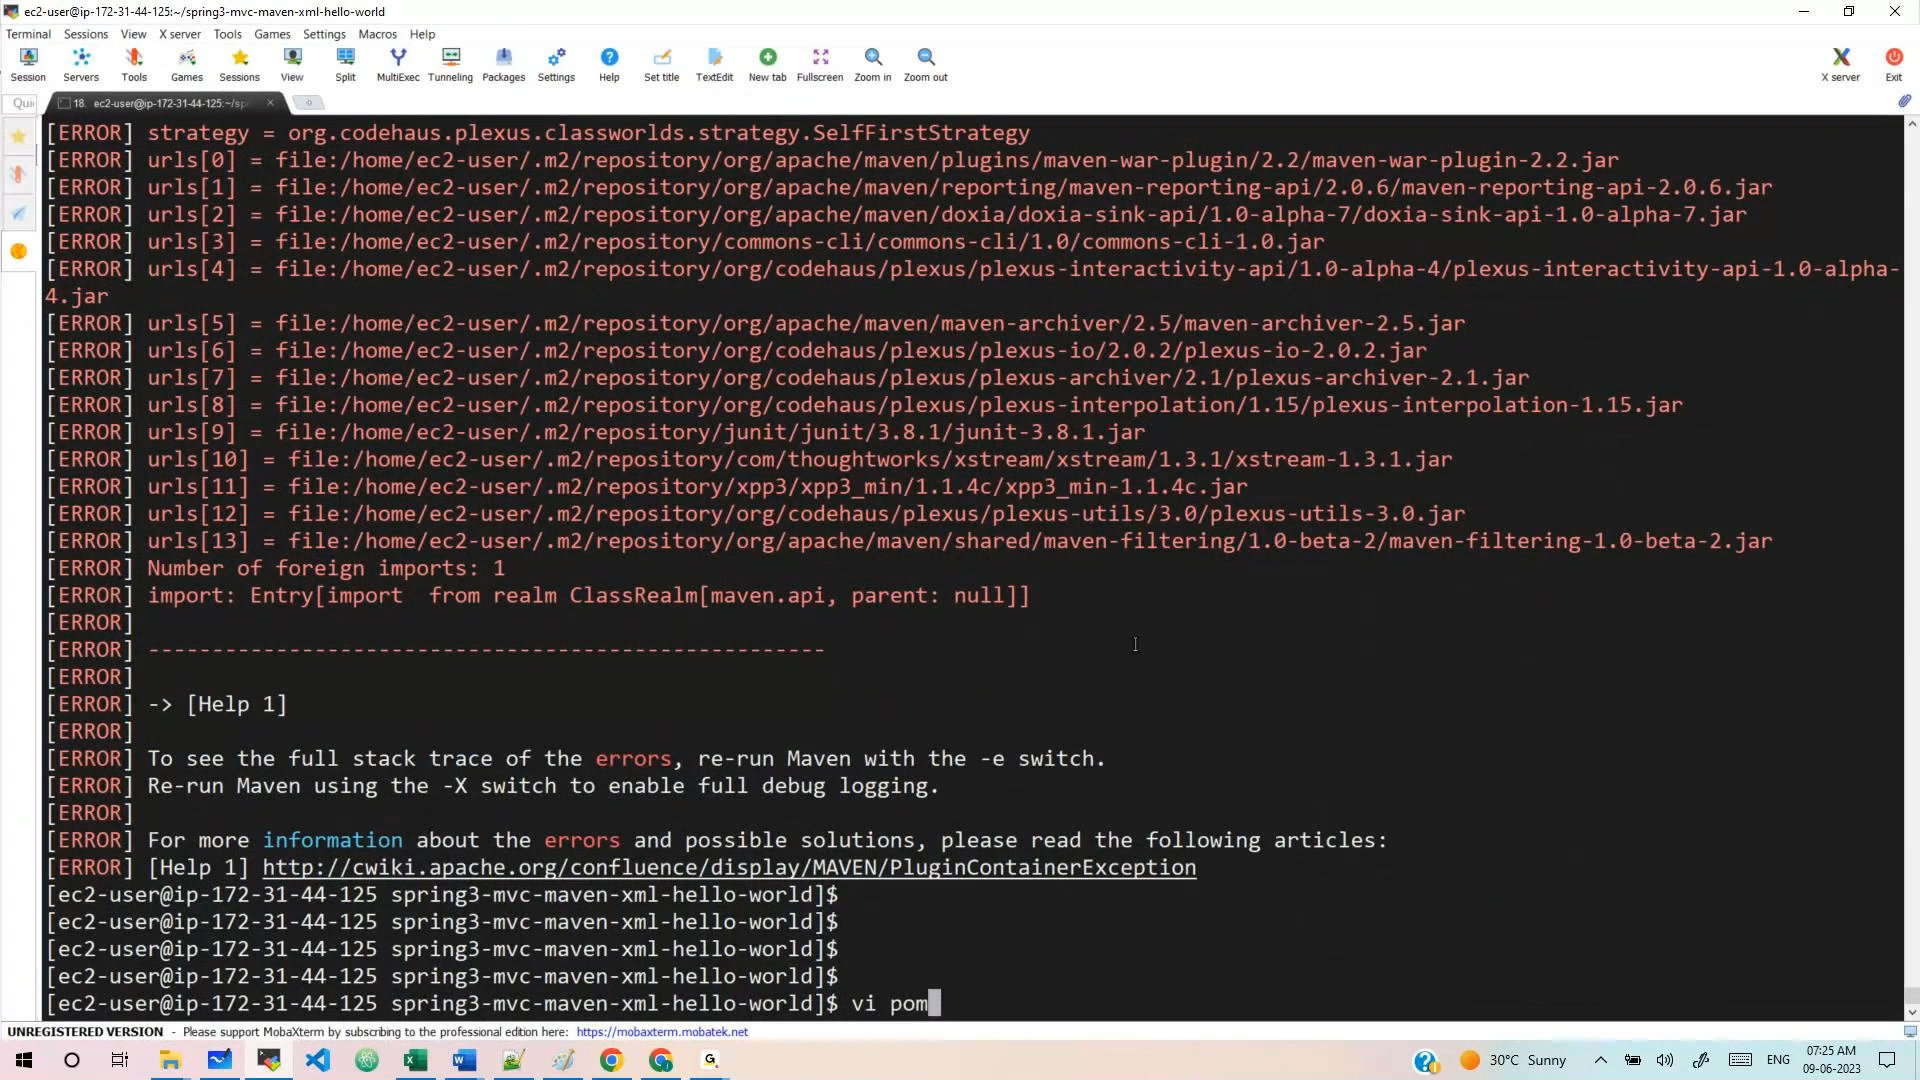 ec2-user@ip-172-31-44-125:~/spring3-mvc-maven-xml-hello-world
Terminal Sessions View X server Tools Games Settings Macros Help
Session Servers Tools Games Sessions View Split MultiExec Tunneling Packages Settings Help Set title TextEdit New tab Fullscreen Zoom in Zoom out X server Exit
Qui 18. ec2-user@ip-172-31-44-125:~/spr
[ERROR] strategy = org.codehaus.plexus.classworlds.strategy.SelfFirstStrategy
[ERROR] urls[0] = file:/home/ec2-user/.m2/repository/org/apache/maven/plugins/maven-war-plugin/2.2/maven-war-plugin-2.2.jar
[ERROR] urls[1] = file:/home/ec2-user/.m2/repository/org/apache/maven/reporting/maven-reporting-api/2.0.6/maven-reporting-api-2.0.6.jar
[ERROR] urls[2] = file:/home/ec2-user/.m2/repository/org/apache/maven/doxia/doxia-sink-api/1.0-alpha-7/doxia-sink-api-1.0-alpha-7.jar
[ERROR] urls[3] = file:/home/ec2-user/.m2/repository/commons-cli/commons-cli/1.0/commons-cli-1.0.jar
[ERROR] urls[4] = file:/home/ec2-user/.m2/repository/org/codehaus/plexus/plexus-interactivity-api/1.0-alpha-4/plexus-interactivity-api-1.0-alpha-
4.jar
[ERROR] urls[5] = file:/home/ec2-user/.m2/repository/org/apache/maven/maven-archiver/2.5/maven-archiver-2.5.jar
[ERROR] urls[6] = file:/home/ec2-user/.m2/repository/org/codehaus/plexus/plexus-io/2.0.2/plexus-io-2.0.2.jar
[ERROR] urls[7] = file:/home/ec2-user/.m2/repository/org/codehaus/plexus/plexus-archiver/2.1/plexus-archiver-2.1.jar
[ERROR] urls[8] = file:/home/ec2-user/.m2/repository/org/codehaus/plexus/plexus-interpolation/1.15/plexus-interpolation-1.15.jar
[ERROR] urls[9] = file:/home/ec2-user/.m2/repository/junit/junit/3.8.1/junit-3.8.1.jar
[ERROR] urls[10] = file:/home/ec2-user/.m2/repository/com/thoughtworks/xstream/xstream/1.3.1/xstream-1.3.1.jar
[ERROR] urls[11] = file:/home/ec2-user/.m2/repository/xpp3/xpp3_min/1.1.4c/xpp3_min-1.1.4c.jar
[ERROR] urls[12] = file:/home/ec2-user/.m2/repository/org/codehaus/plexus/plexus-utils/3.0/plexus-utils-3.0.jar
[ERROR] urls[13] = file:/home/ec2-user/.m2/repository/org/apache/maven/shared/maven-filtering/1.0-beta-2/maven-filtering-1.0-beta-2.jar
[ERROR] Number of foreign imports: 1
[ERROR] import: Entry[import  from realm ClassRealm[maven.api, parent: null]]
[ERROR]
[ERROR] -----------------------------------------------------
[ERROR]
[ERROR] -> [Help 1]
[ERROR]
[ERROR] To see the full stack trace of the errors, re-run Maven with the -e switch.
[ERROR] Re-run Maven using the -X switch to enable full debug logging.
[ERROR]
[ERROR] For more information about the errors and possible solutions, please read the following articles:
[ERROR] [Help 1] http://cwiki.apache.org/confluence/display/MAVEN/PluginContainerException
[ec2-user@ip-172-31-44-125 spring3-mvc-maven-xml-hello-world]$
[ec2-user@ip-172-31-44-125 spring3-mvc-maven-xml-hello-world]$
[ec2-user@ip-172-31-44-125 spring3-mvc-maven-xml-hello-world]$
[ec2-user@ip-172-31-44-125 spring3-mvc-maven-xml-hello-world]$
[ec2-user@ip-172-31-44-125 spring3-mvc-maven-xml-hello-world]$ vi pom
UNREGISTERED VERSION - Please support MobaXterm by subscribing to the professional edition here: https://mobaxterm.mobatek.net
30°C Sunny ENG 07:25 AM
09-06-2023